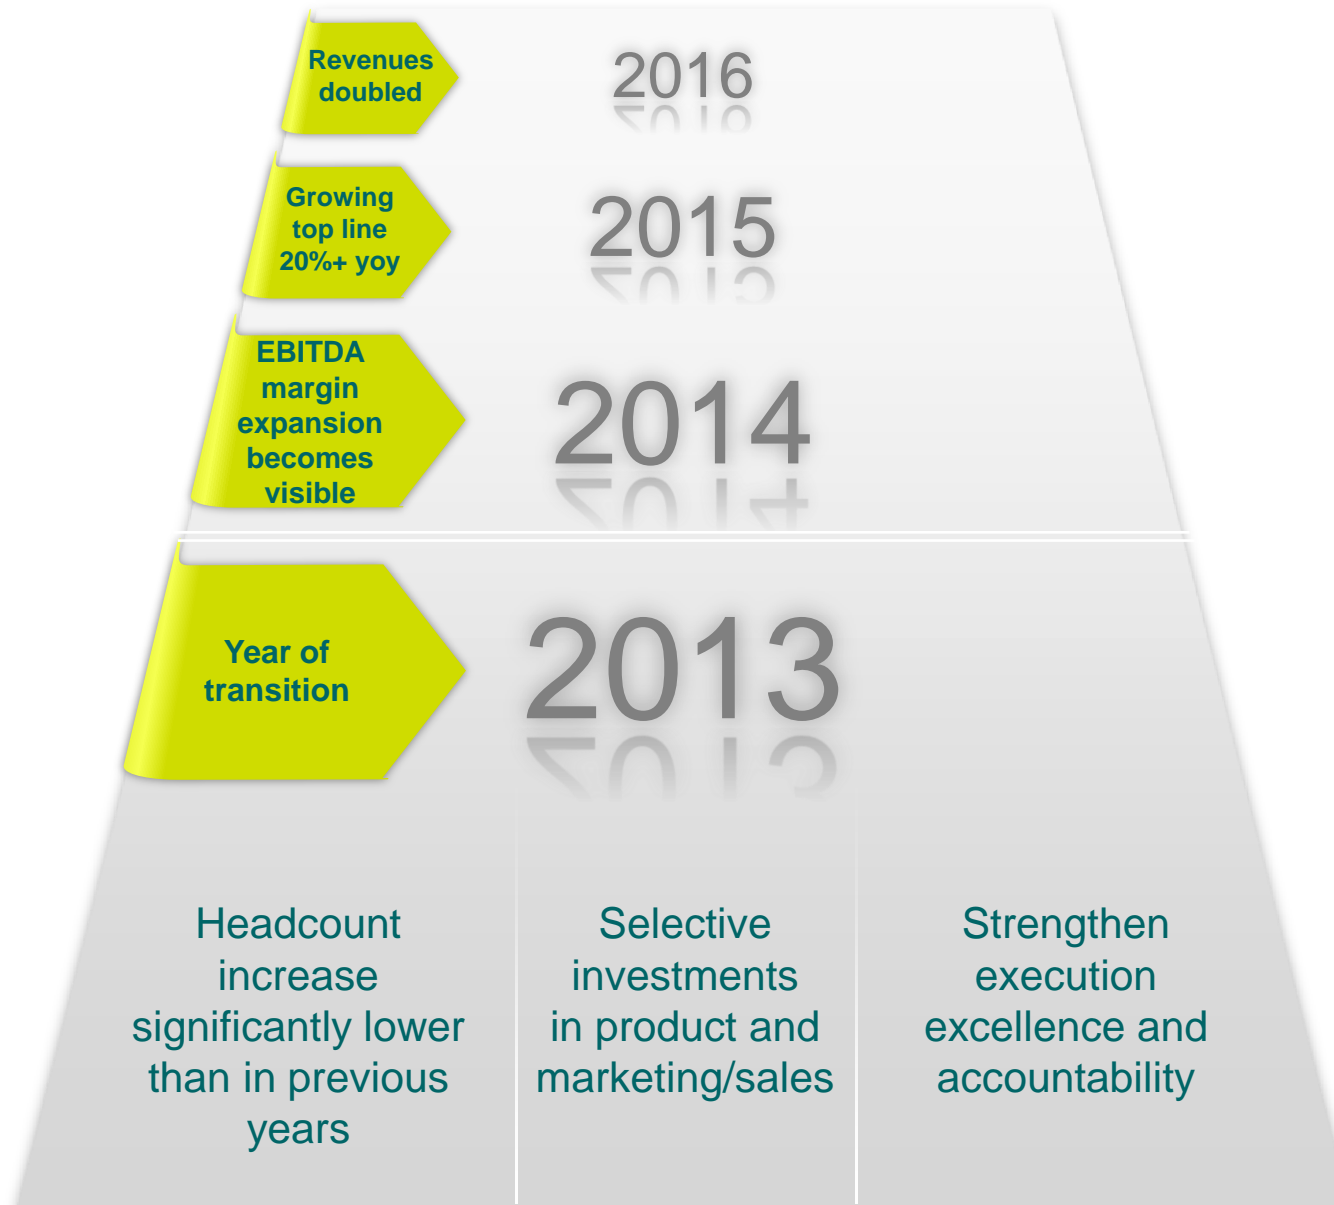 Revenues
doubled
2016
Growing
top line
20%+ yoy
2015
EBITDA
margin
expansion
becomes
visible
2014
Year of
transition
2013
Headcount
increase
significantly lower
than in previous
years
Selective
investments
in product and
marketing/sales
Strengthen
execution
excellence and
accountability